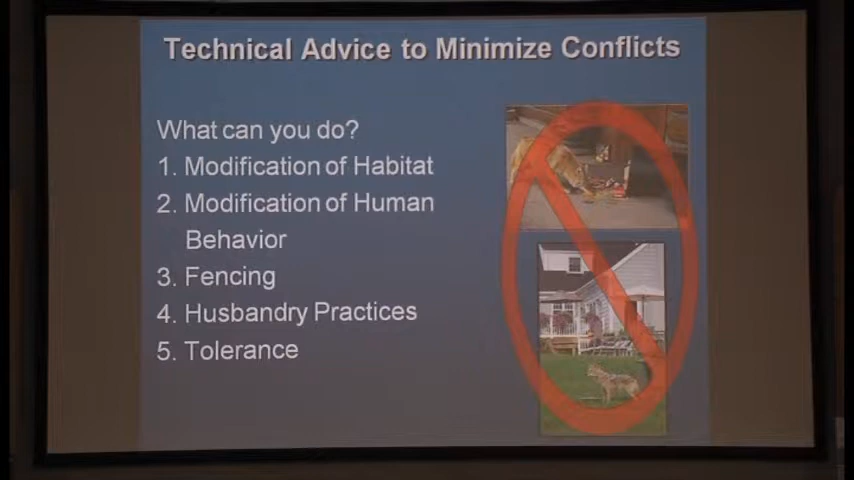 Technical Advice to Minimize Conflicts
What can you do?
1. Modification of Habitat
2. Modification of Human
Behavior
3. Fencing
4. Husbandry Practices
5. Tolerance